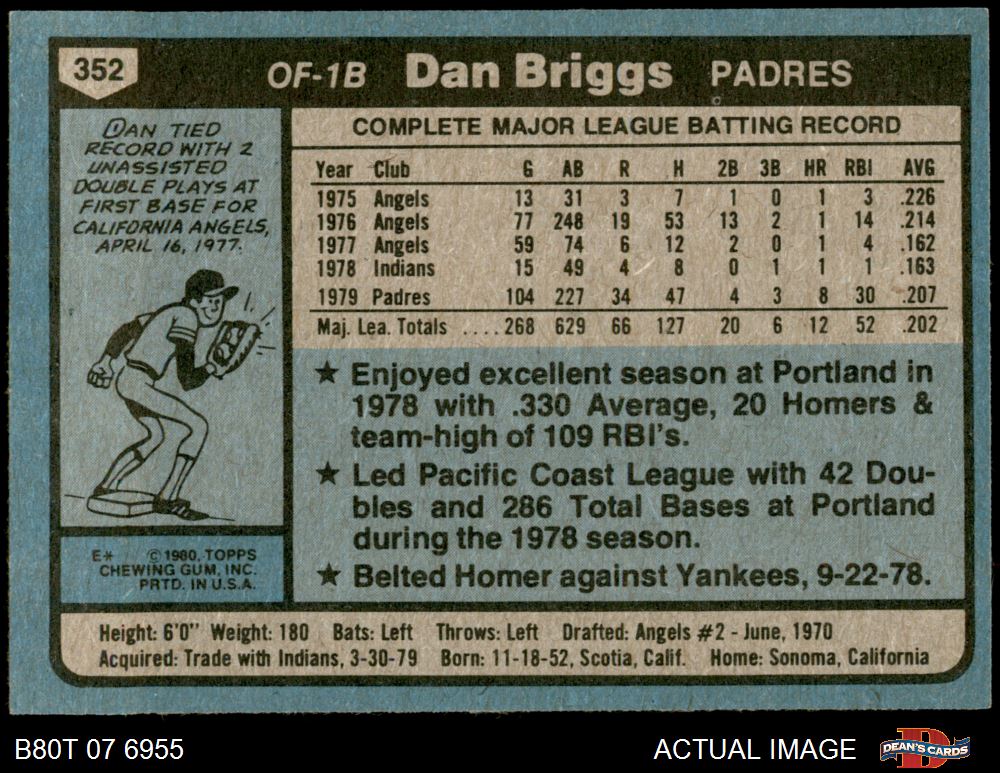 352 OF-1B Dan Briggs PADRES
DAN TIED
RECORD WITH 2
UNASSISTED
DOUBLE PLAYS AT
FIRST BASE FOR
CALIFORNIA ANGELS,
APRIL 16, 1977.
COMPLETE MAJOR LEAGUE BATTING RECORD
Year Club G AB R H 2B 3B HR RBI AVG
1975 Angels 13 31 3 7 1 0 1 3 .226
1976 Angels 77 248 19 53 13 2 1 14 .214
1977 Angels 59 74 6 12 2 0 1 4 .162
1978 Indians 15 49 4 8 0 1 1 1 .163
1979 Padres 104 227 34 47 4 3 8 30 .207
Maj. Lea. Totals ....268 629 66 127 20 6 12 52 .202
★ Enjoyed excellent season at Portland in
1978 with .330 Average, 20 Homers &
team-high of 109 RBI's.
★ Led Pacific Coast League with 42 Dou-
bles and 286 Total Bases at Portland
during the 1978 season.
★ Belted Homer against Yankees, 9-22-78.
E* © 1980, TOPPS
CHEWING GUM, INC.
PRTD. IN U.S.A.
Height: 6'0" Weight: 180 Bats: Left Throws: Left Drafted: Angels #2 - June, 1970
Acquired: Trade with Indians, 3-30-79 Born: 11-18-52, Scotia, Calif. Home: Sonoma, California
B80T 07 6955 ACTUAL IMAGE DEAN'S CARDS